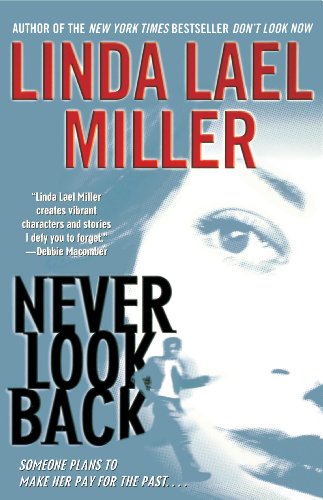 AUTHOR OF THE NEW YORK TIMES BESTSELLER DON'T LOOK NOW
LINDA LAEL
MILLER
"Linda Lael Miller
creates vibrant
characters and stories
I defy you to forget."
—Debbie Macomber
NEVER
LOOK
BACK
SOMEONE PLANS TO
MAKE HER PAY FOR THE PAST. . . .